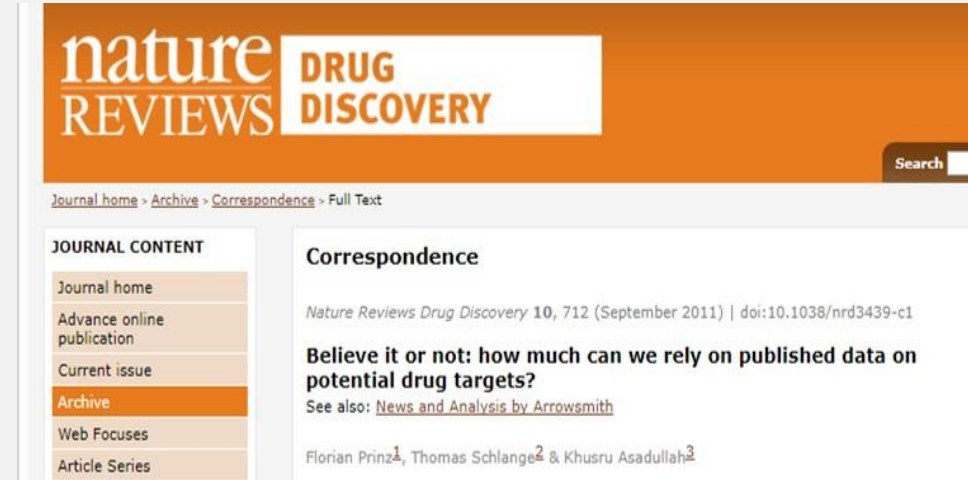 nature
REVIEWS
DRUG
DISCOVERY
Search
Journal home > Archive > Correspondence > Full Text
JOURNAL CONTENT
Journal home
Advance online
publication
Current issue
Archive
Web Focuses
Article Series
Correspondence
Nature Reviews Drug Discovery 10, 712 (September 2011) | doi:10.1038/nrd3439-c1
Believe it or not: how much can we rely on published data on
potential drug targets?
See also: News and Analysis by Arrowsmith
Florian Prinz1, Thomas Schlange2 & Khusru Asadullah3